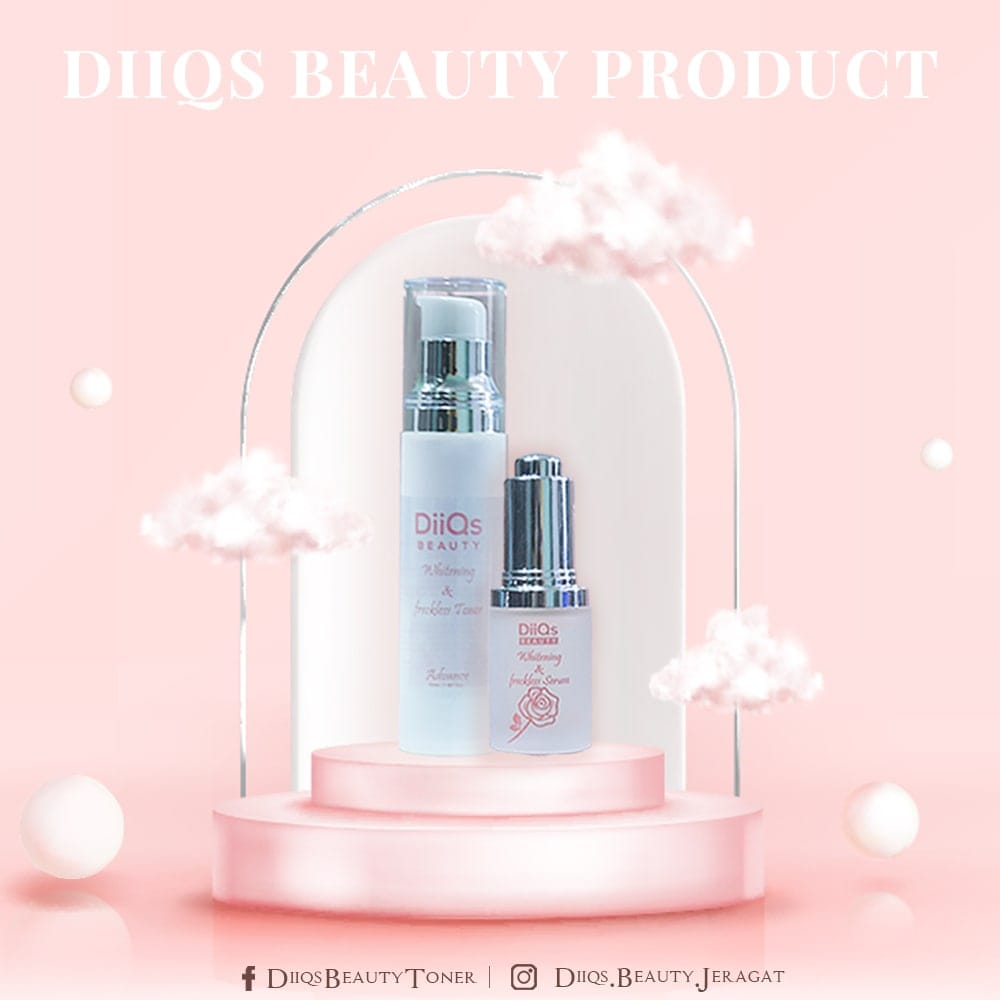 DIIQS BEAUTY PRODUCT
DiiQs
BEAUTY
Whitening
&
freckless Toner
Advance
DiiQs
BEAUTY
Whitening
&
freckless Serum
DiiqsBeautyToner | Diiqs.Beauty.Jeragat